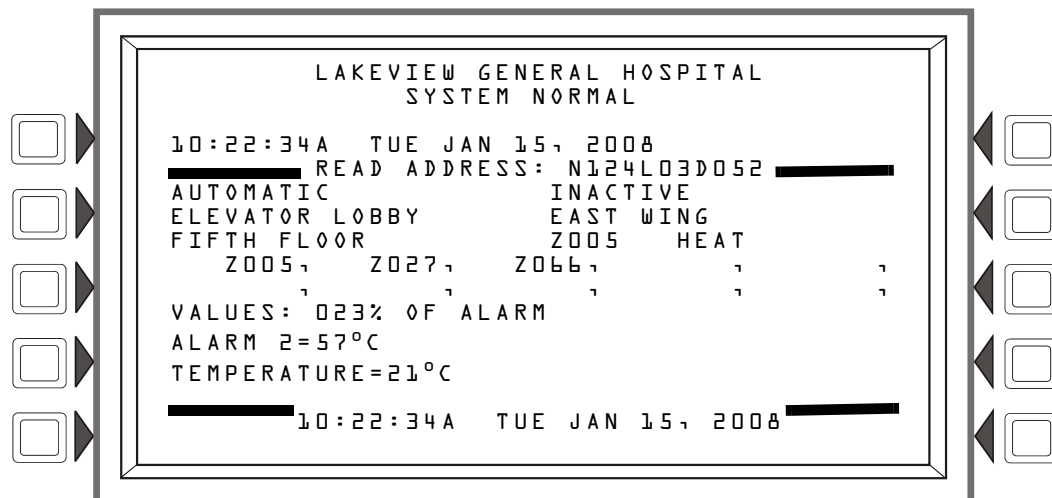 LAKEVIEW GENERAL HOSPITAL
SYSTEM NORMAL
10:22:34A TUE JAN 15, 2008
READ ADDRESS: N124L03D052
AUTOMATIC INACTIVE
ELEVATOR LOBBY EAST WING
FIFTH FLOOR Z005 HEAT
Z005, Z027, Z066, , ,
, , , , ,
VALUES: 023% OF ALARM
ALARM 2=57°C
TEMPERATURE=21°C
10:22:34A TUE JAN 15, 2008